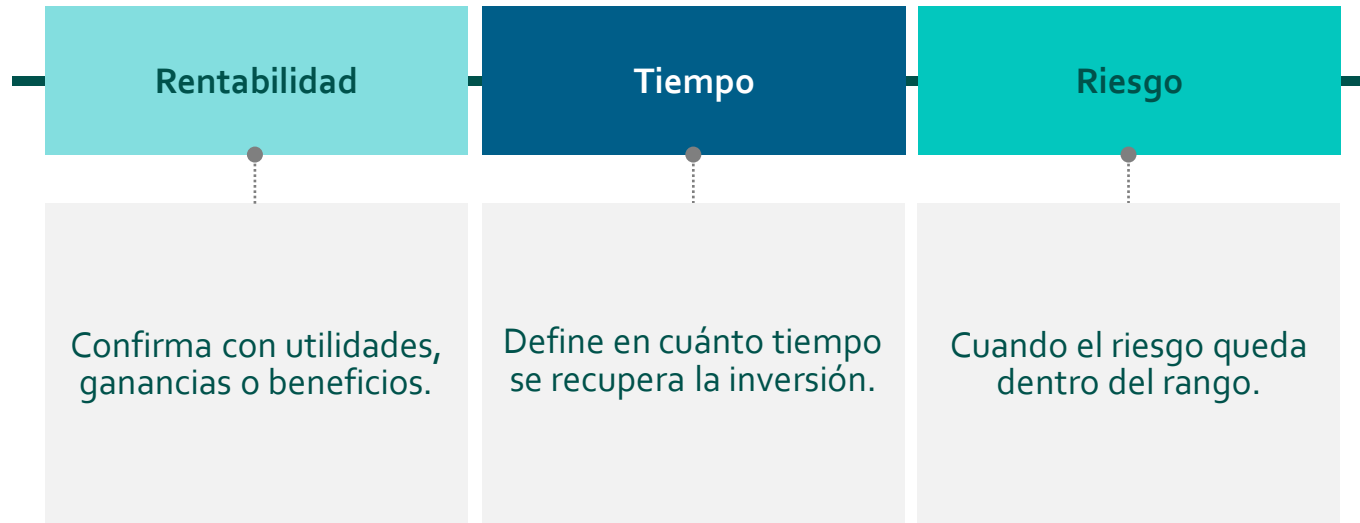 Rentabilidad
Tiempo
Riesgo
Confirma con utilidades,
ganancias o beneficios.
Define en cuánto tiempo
se recupera la inversión.
Cuando el riesgo queda
dentro del rango.